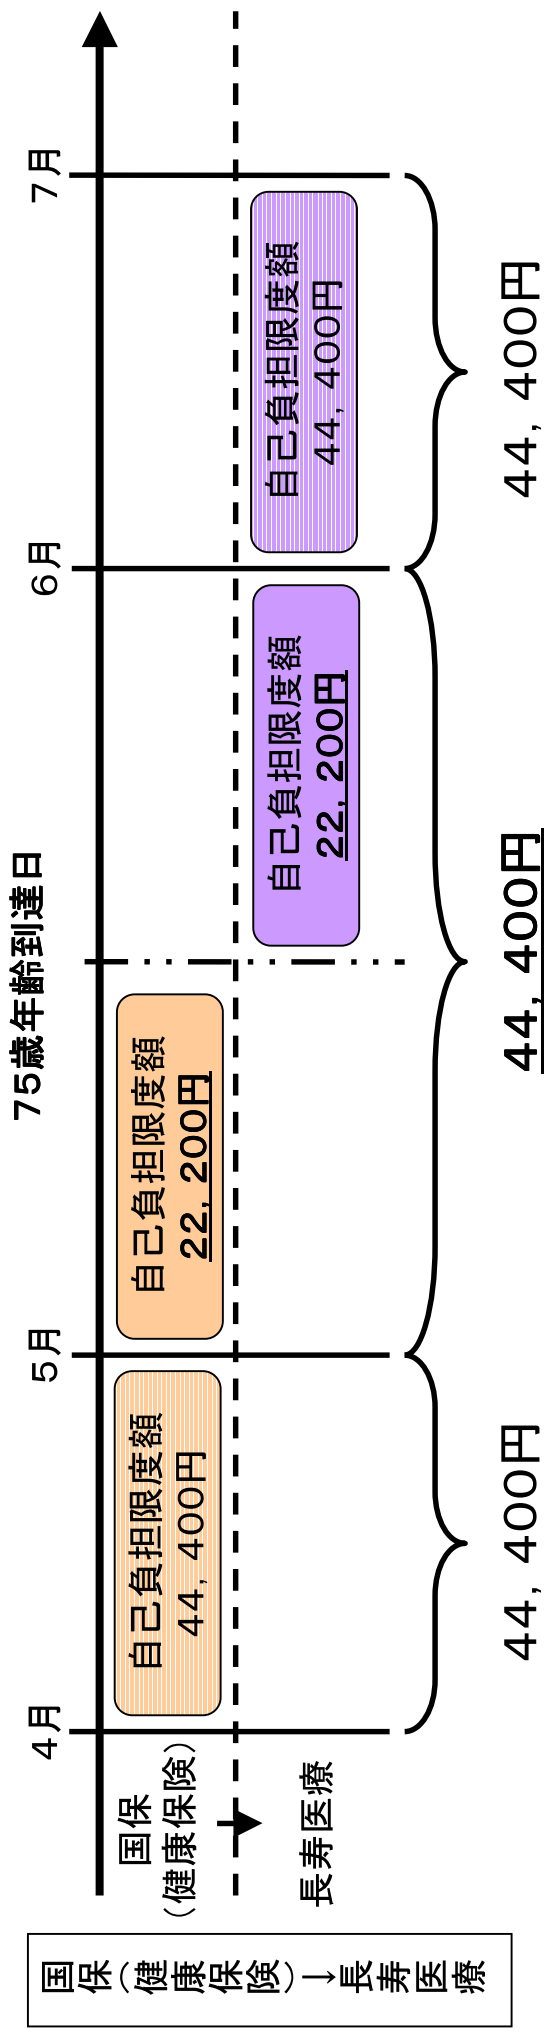 国保（健康保険）→長寿医療
75歳年齢到達日
4月
5月
6月
7月
国保
（健康保険）
自己負担限度額
44,400円
自己負担限度額
22,200円
長寿医療
自己負担限度額
22,200円
自己負担限度額
44,400円
44,400円
44,400円
44,400円